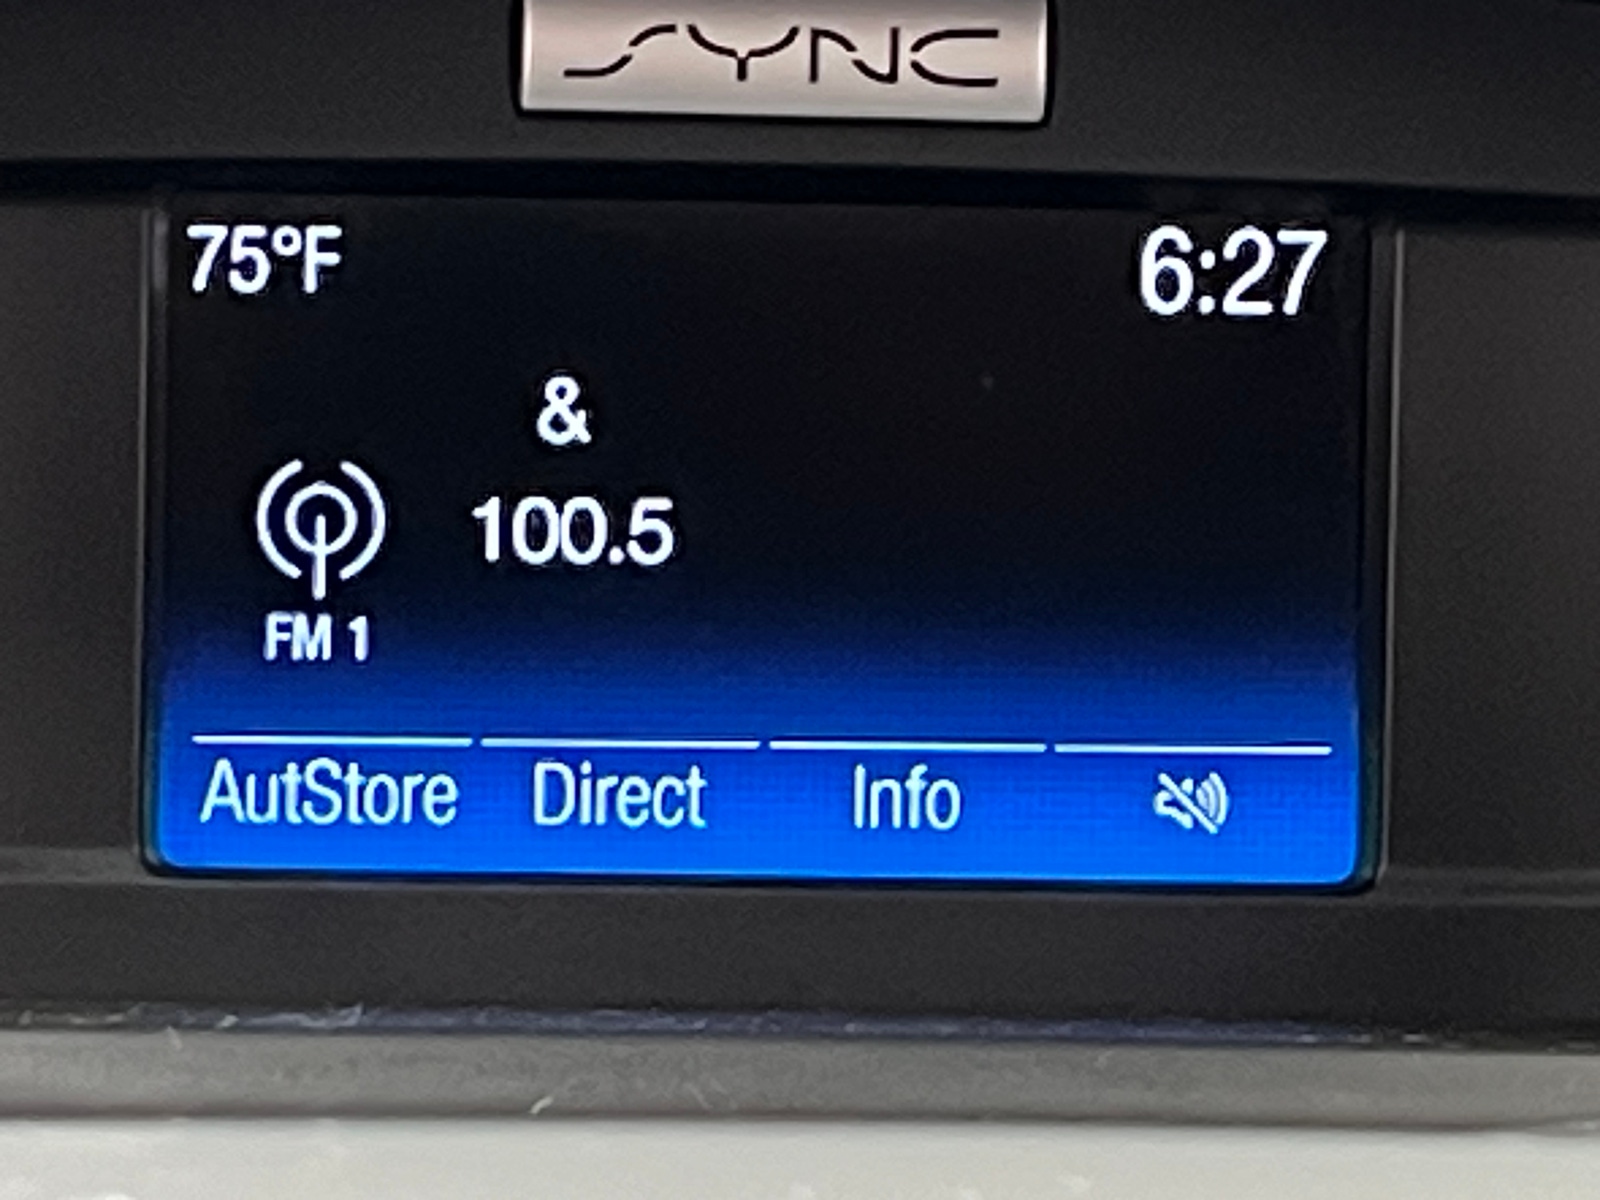 SYNC
75°F 6:27
&
100.5
FM 1
AutStore Direct Info